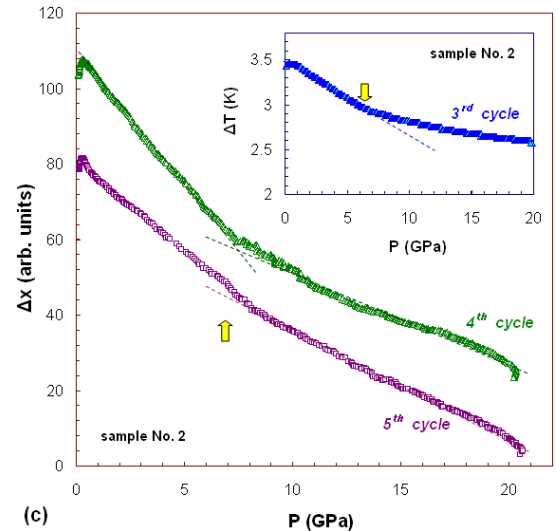 120
100
80
60
40
20
0
Δx (arb. units)
0
5
10
15
20
P (GPa)
(c)
sample No. 2
4th cycle
5th cycle
sample No. 2
3rd cycle
3.5
3
2.5
2
ΔT (K)
0
5
10
15
20
P (GPa)